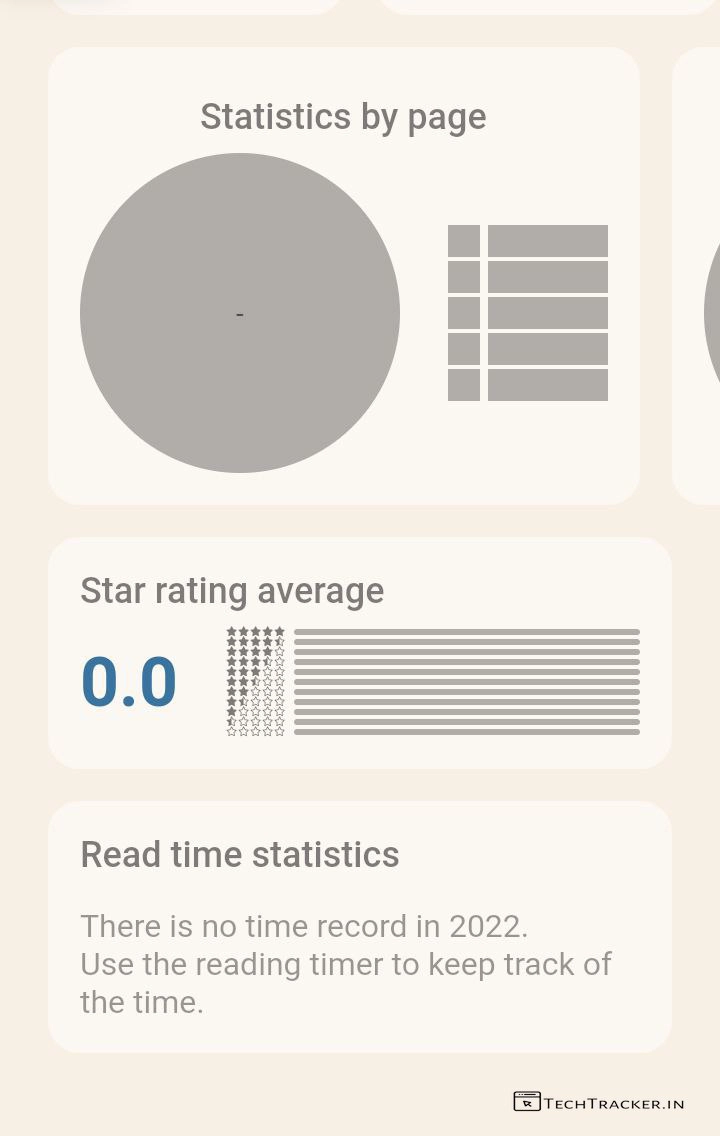 Statistics by page
-
Star rating average
0.0
Read time statistics
There is no time record in 2022.
Use the reading timer to keep track of
the time.
TECHTRACKER.IN